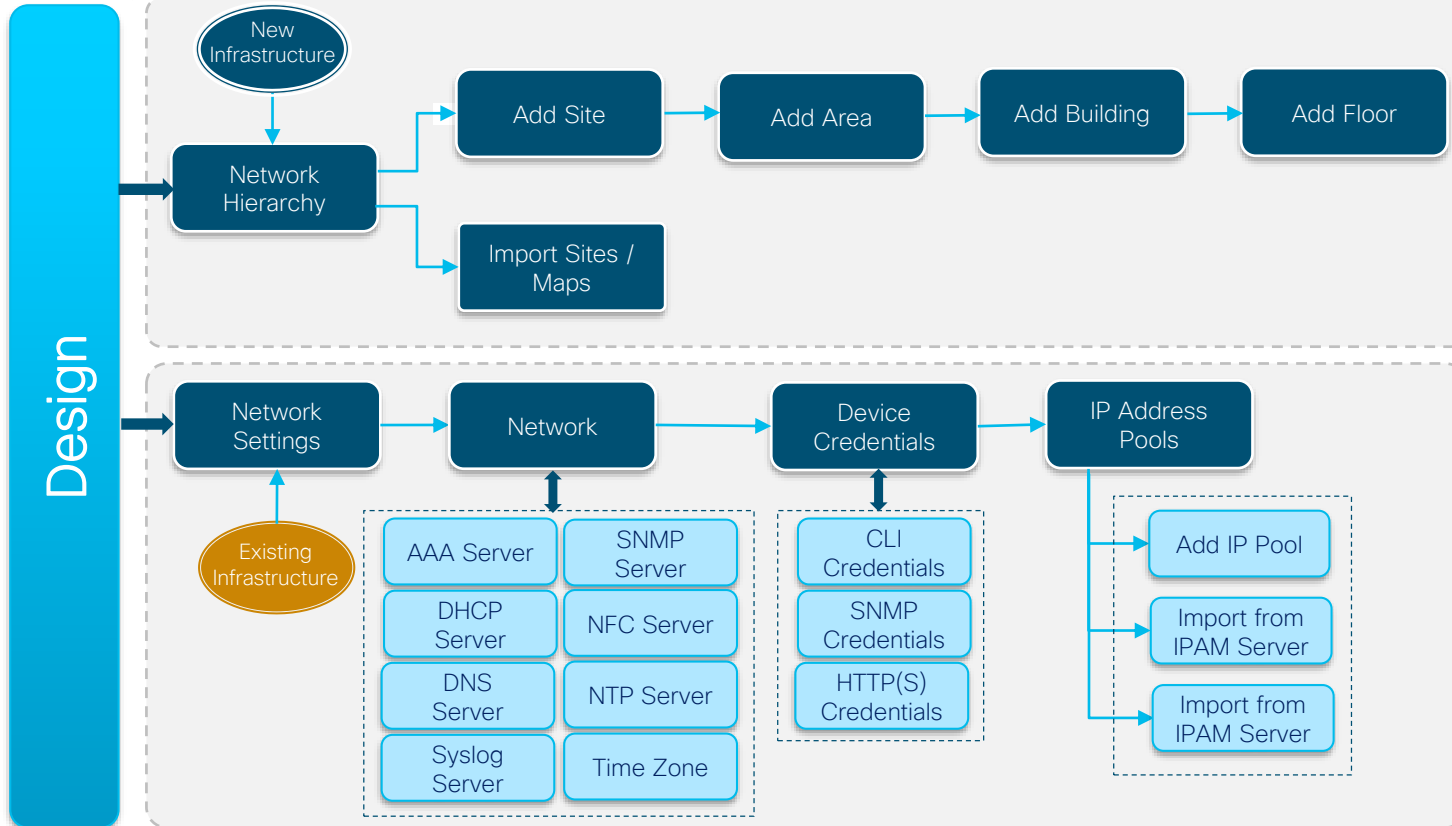 Design
New
Infrastructure
Network
Hierarchy
Add Site
Add Area
Add Building
Add Floor
Import Sites /
Maps
Network
Settings
Network
Device
Credentials
IP Address
Pools
Existing
Infrastructure
AAA Server
SNMP
Server
DHCP
Server
NFC Server
DNS
Server
NTP Server
Syslog
Server
Time Zone
CLI
Credentials
SNMP
Credentials
HTTP(S)
Credentials
Add IP Pool
Import from
IPAM Server
Import from
IPAM Server